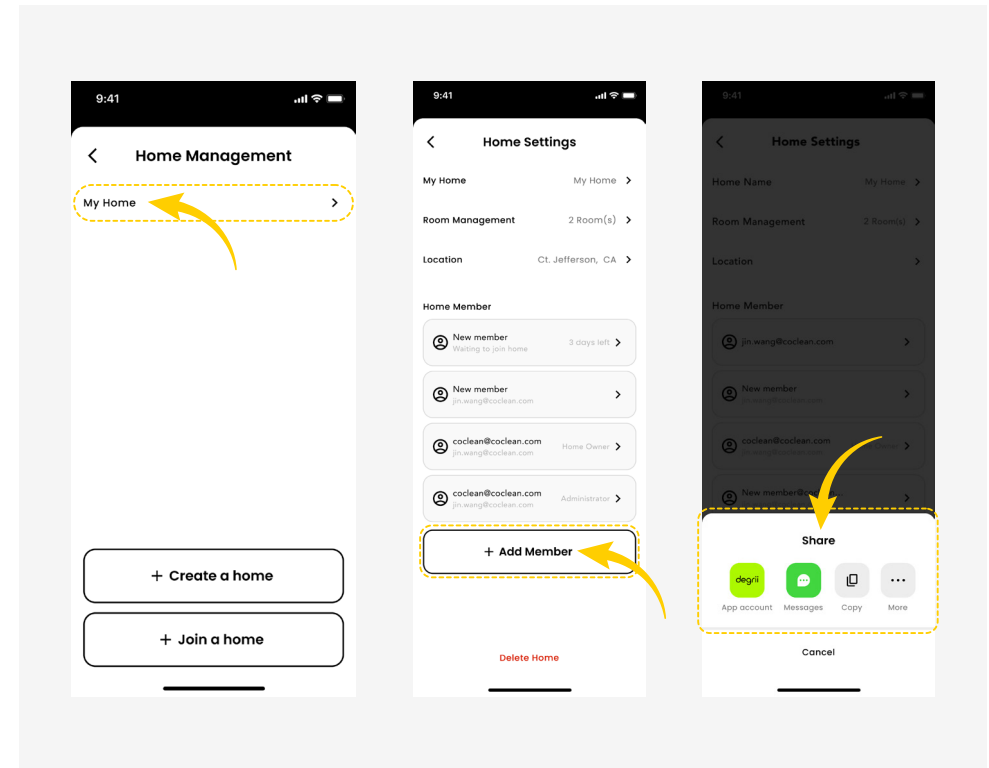 9:41
Home Management
My Home
+ Create a home
+ Join a home
9:41
Home Settings
My Home My Home
Room Management 2 Room(s)
Location Ct. Jefferson, CA
Home Member
New member
Waiting to join home
3 days left
New member
jin.wang@coclean.com
coclean@coclean.com
jin.wang@coclean.com
Home Owner
coclean@coclean.com
jin.wang@coclean.com
Administrator
+ Add Member
Delete Home
9:41
Home Settings
Home Name My Home
Room Management 2 Room(s)
Location
Home Member
jin.wang@coclean.com
New member
jin.wang@coclean.com
coclean@coclean.com
Share
degrii
App account Messages Copy More
Cancel